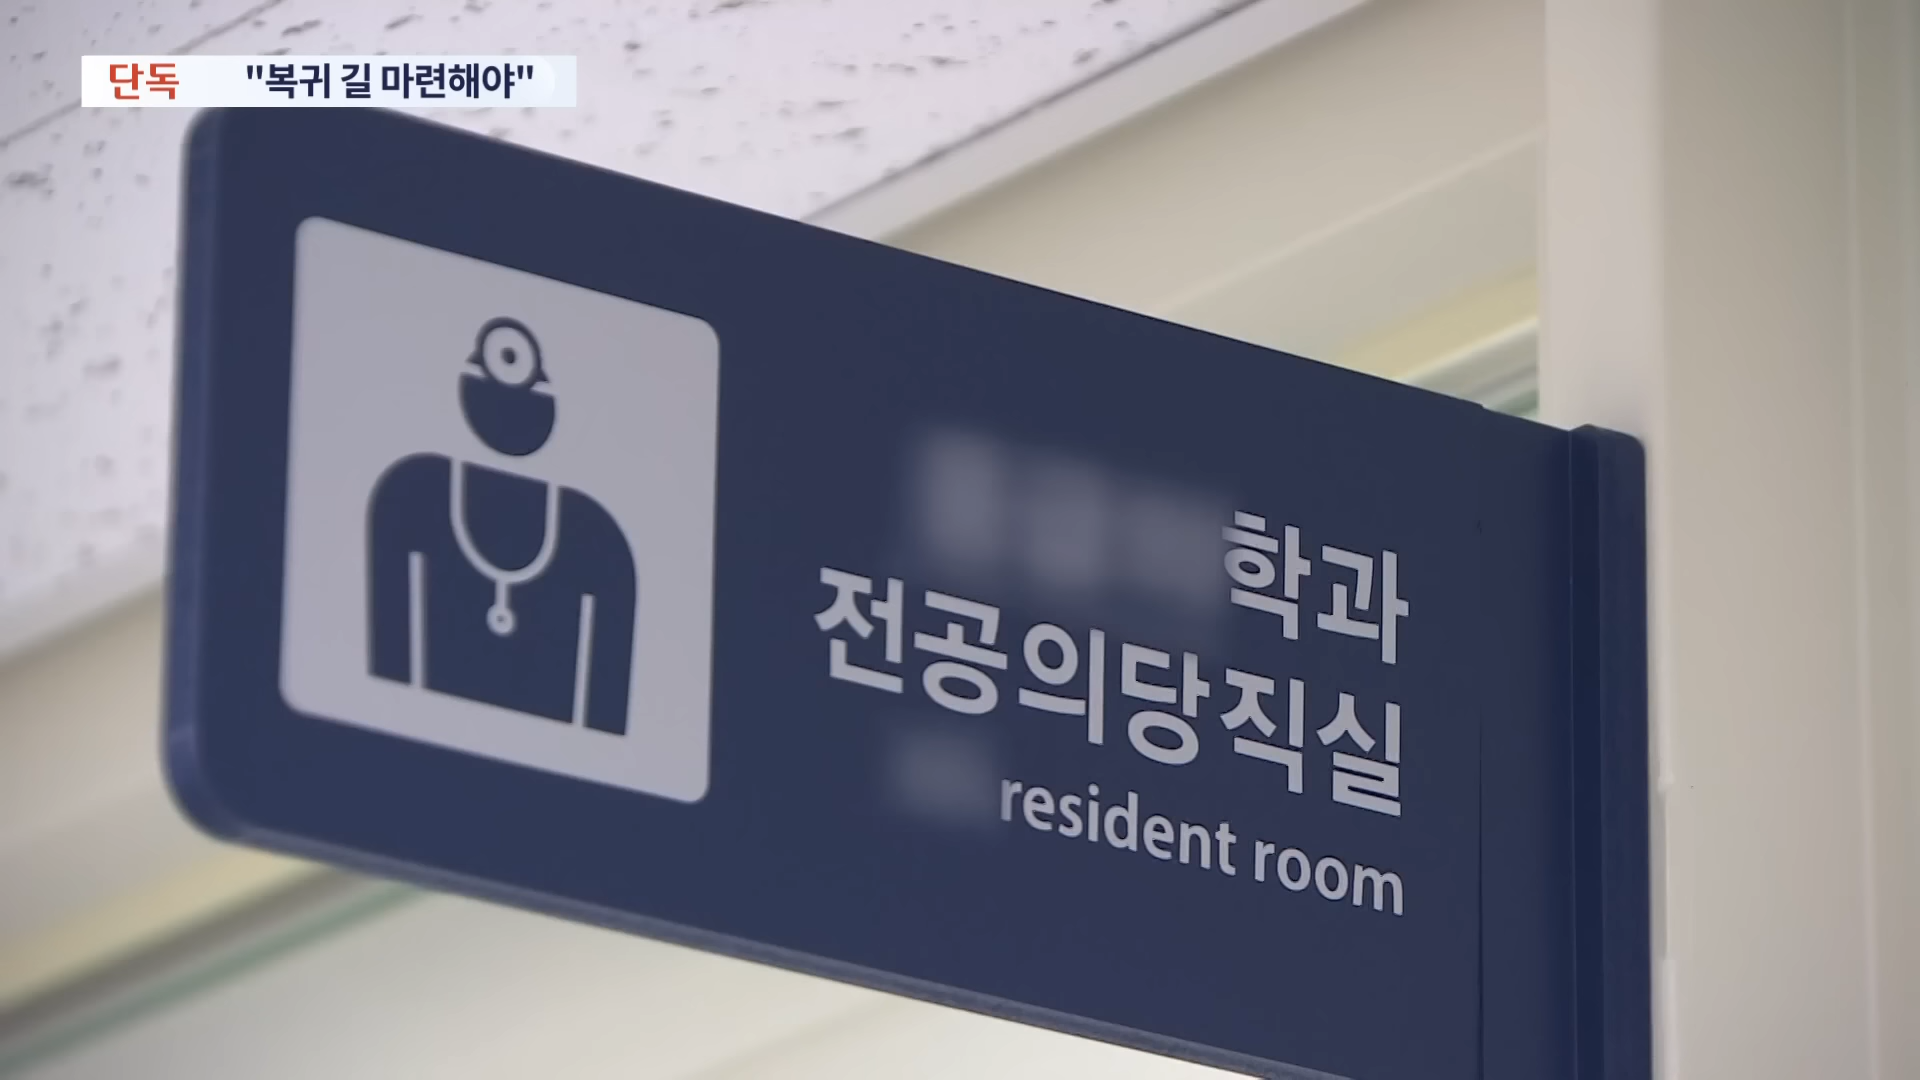 단독 "복귀 길 마련해야"
학과
전공의당직실
resident room